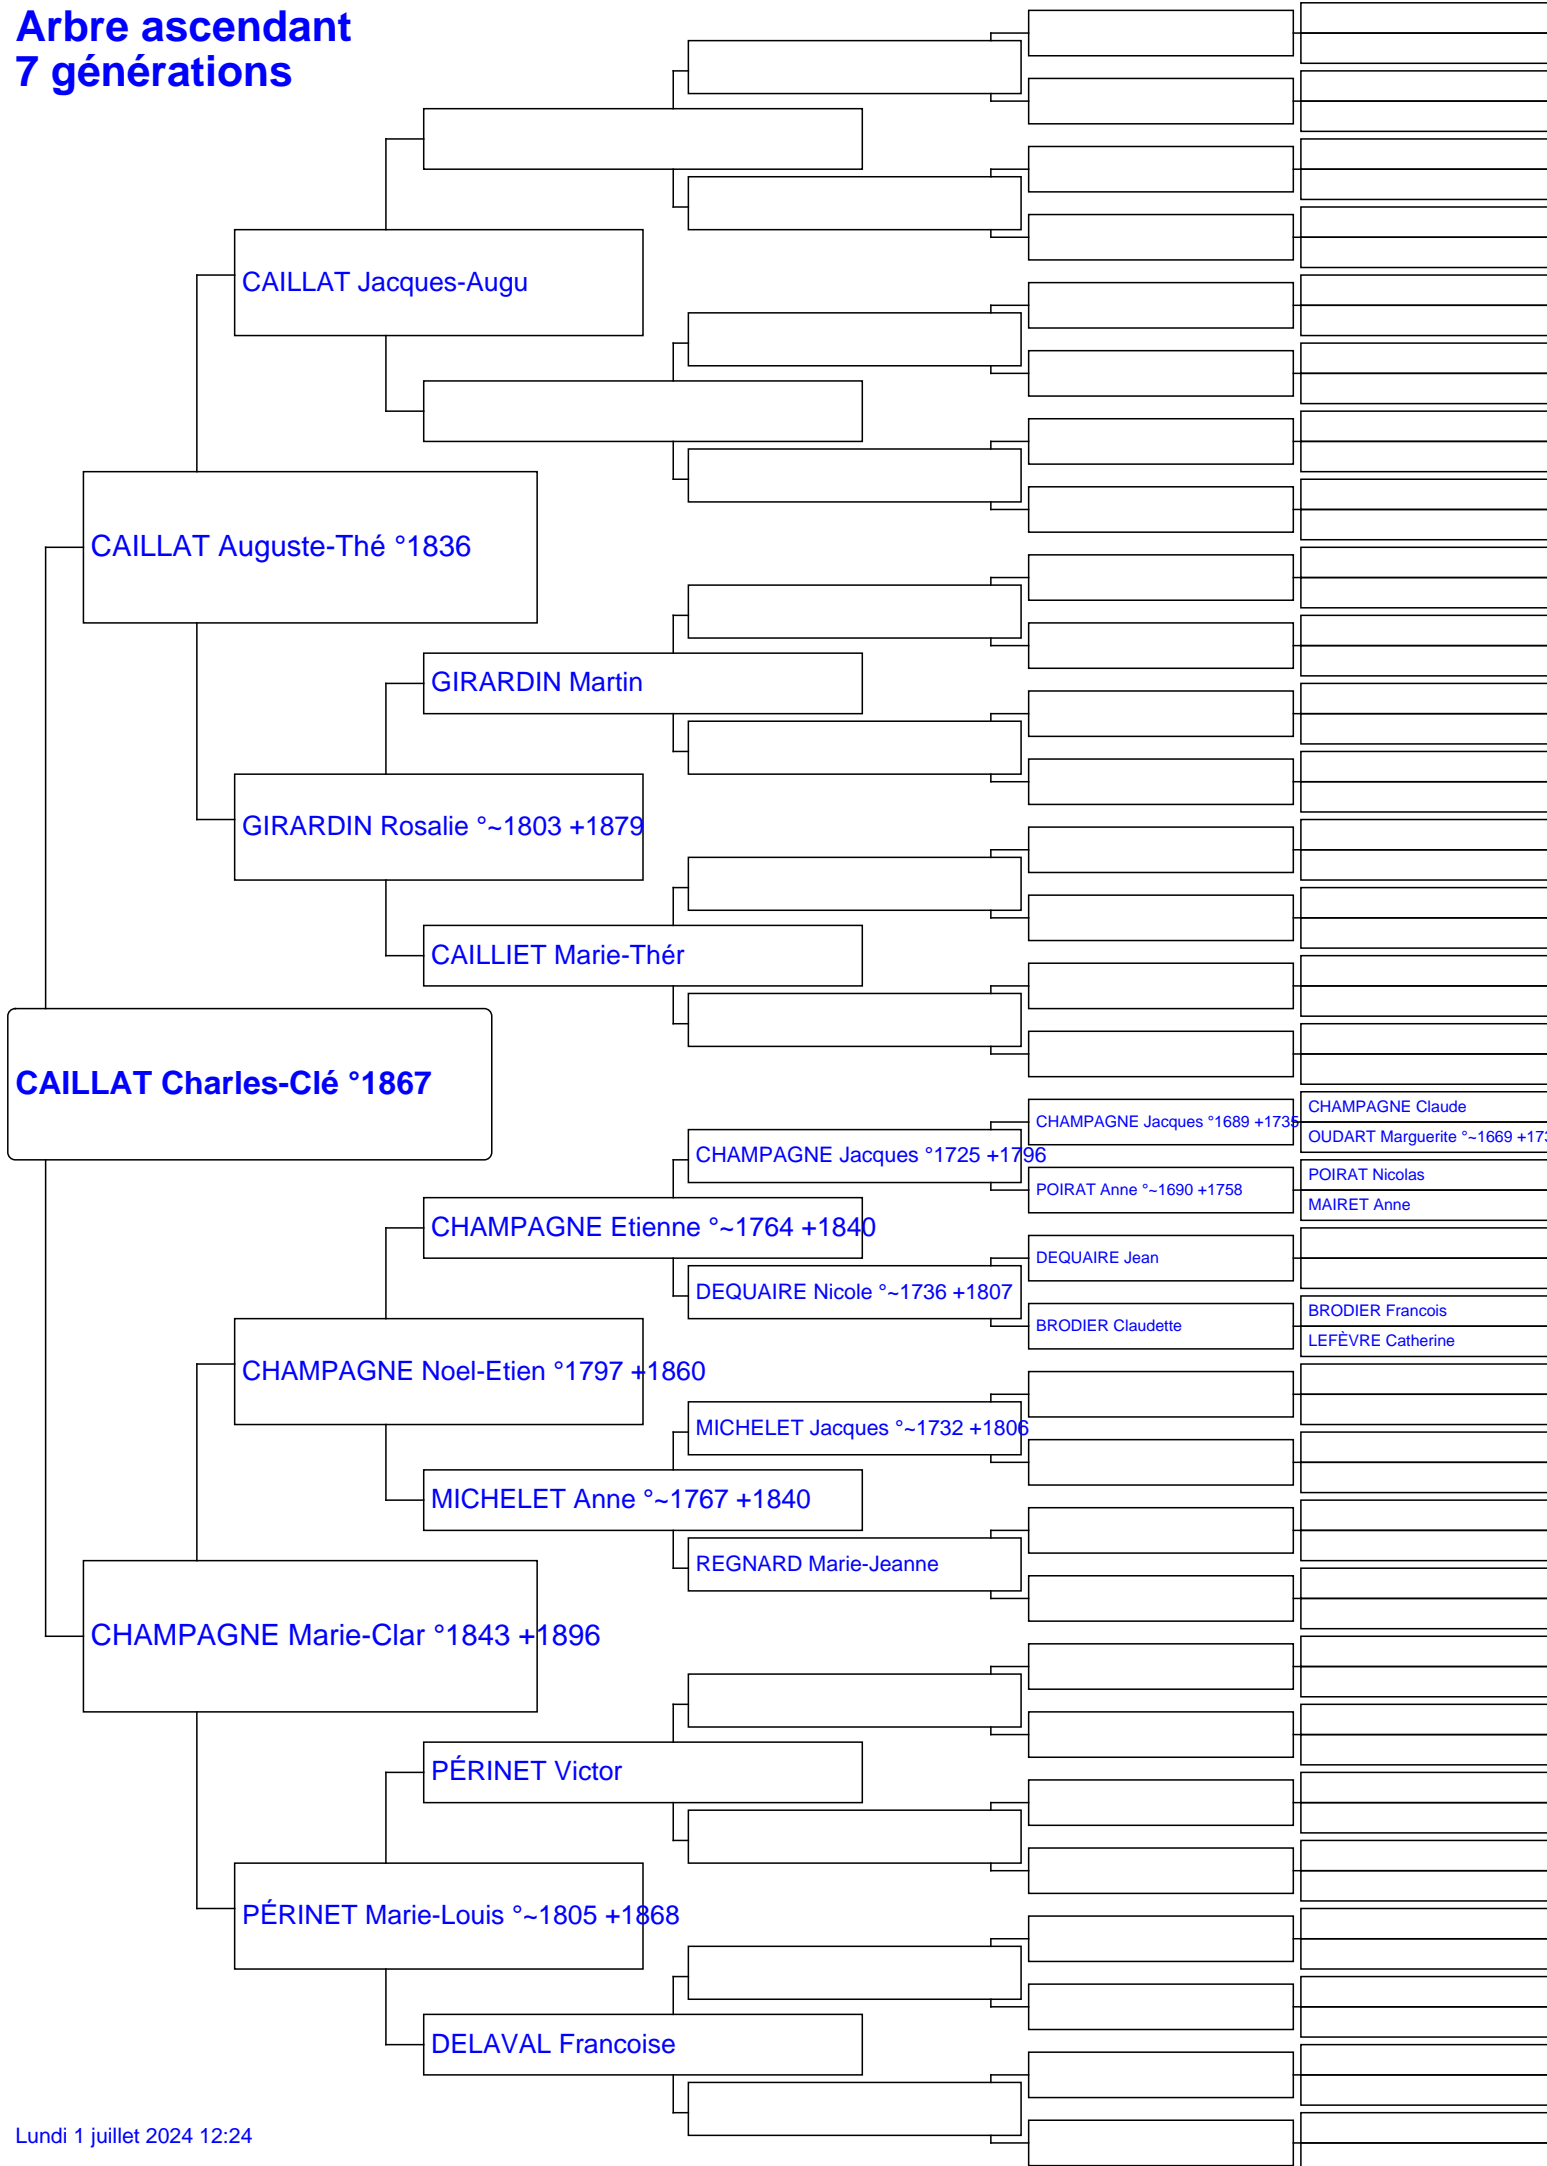 Arbre ascendant
7 générations
CAILLAT Jacques-Augu
CAILLAT Auguste-Thé °1836
GIRARDIN Martin
GIRARDIN Rosalie °~1803 +1879
CAILLIET Marie-Thér
CAILLAT Charles-Clé °1867
CHAMPAGNE Claude
CHAMPAGNE Jacques °1689 +1735
OUDART Marguerite °~1669 +173
CHAMPAGNE Jacques °1725 +1796
POIRAT Nicolas
POIRAT Anne °~1690 +1758
MAIRET Anne
CHAMPAGNE Etienne °~1764 +1840
DEQUAIRE Jean
DEQUAIRE Nicole °~1736 +1807
BRODIER Francois
BRODIER Claudette
LEFÈVRE Catherine
CHAMPAGNE Noel-Etien °1797 +1860
MICHELET Jacques °~1732 +1806
MICHELET Anne °~1767 +1840
REGNARD Marie-Jeanne
CHAMPAGNE Marie-Clar °1843 +1896
PÉRINET Victor
PÉRINET Marie-Louis °~1805 +1868
DELAVAL Francoise
Lundi 1 juillet 2024 12:24